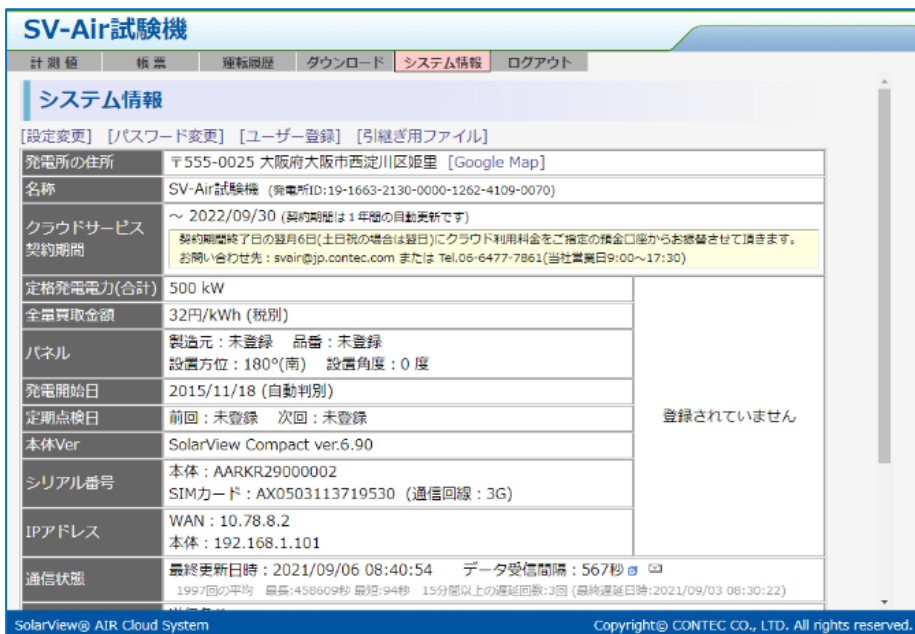 SV-Air試験機
計測値 帳票 運転履歴 ダウンロード システム情報 ログアウト
システム情報
[設定変更] [パスワード変更] [ユーザー登録] [引継ぎ用ファイル]
発電所の住所 〒555-0025 大阪府大阪市西淀川区姫里 [Google Map]
名称 SV-Air試験機 (発電所ID:19-1663-2130-0000-1262-4109-0070)
クラウドサービス
契約期間
~ 2022/09/30 (契約期間は1年間の自動更新です)
契約期間終了日の翌月6日(土日祝の場合は翌日)にクラウド利用料金をご指定の預金口座からお振替させて頂きます。
お問い合わせ先:svair@jp.contec.com または Tel.06-6477-7861(当社営業日9:00~17:30)
定格発電電力(合計) 500 kW
全量買取金額 32円/kWh (税別)
パネル
製造元:未登録 品番:未登録
設置方位:180°(南) 設置角度:0 度
発電開始日 2015/11/18 (自動判別)
定期点検日 前回:未登録 次回:未登録
登録されていません
本体Ver SolarView Compact ver.6.90
シリアル番号
本体:AARKR29000002
SIMカード:AX0503113719530 (通信回線:3G)
IPアドレス
WAN:10.78.8.2
本体:192.168.1.101
通信状態
最終更新日時:2021/09/06 08:40:54 データ受信間隔:567秒
1997回の平均 最長:458609秒 最短:94秒 15分間以上の遅延回数:3回 (最終遅延日時:2021/09/03 08:30:22)
SolarView@ AIR Cloud System Copyright© CONTEC CO., LTD. All rights reserved.